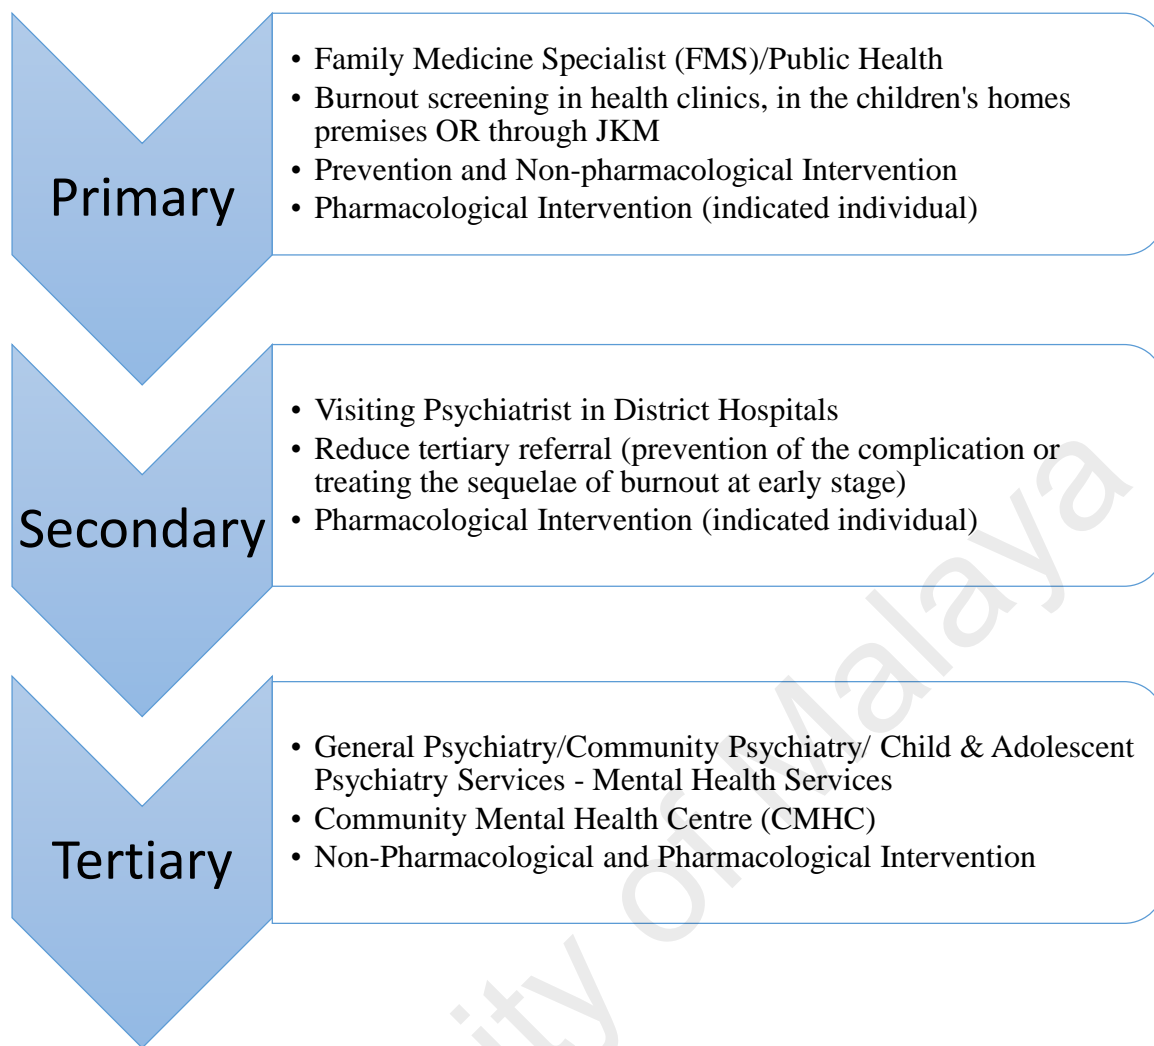 Primary
• Family Medicine Specialist (FMS)/Public Health
• Burnout screening in health clinics, in the children's homes
premises OR through JKM
• Prevention and Non-pharmacological Intervention
• Pharmacological Intervention (indicated individual)
Secondary
• Visiting Psychiatrist in District Hospitals
• Reduce tertiary referral (prevention of the complication or
treating the sequelae of burnout at early stage)
• Pharmacological Intervention (indicated individual)
Tertiary
• General Psychiatry/Community Psychiatry/ Child & Adolescent
Psychiatry Services - Mental Health Services
• Community Mental Health Centre (CMHC)
• Non-Pharmacological and Pharmacological Intervention
ity of Malaya